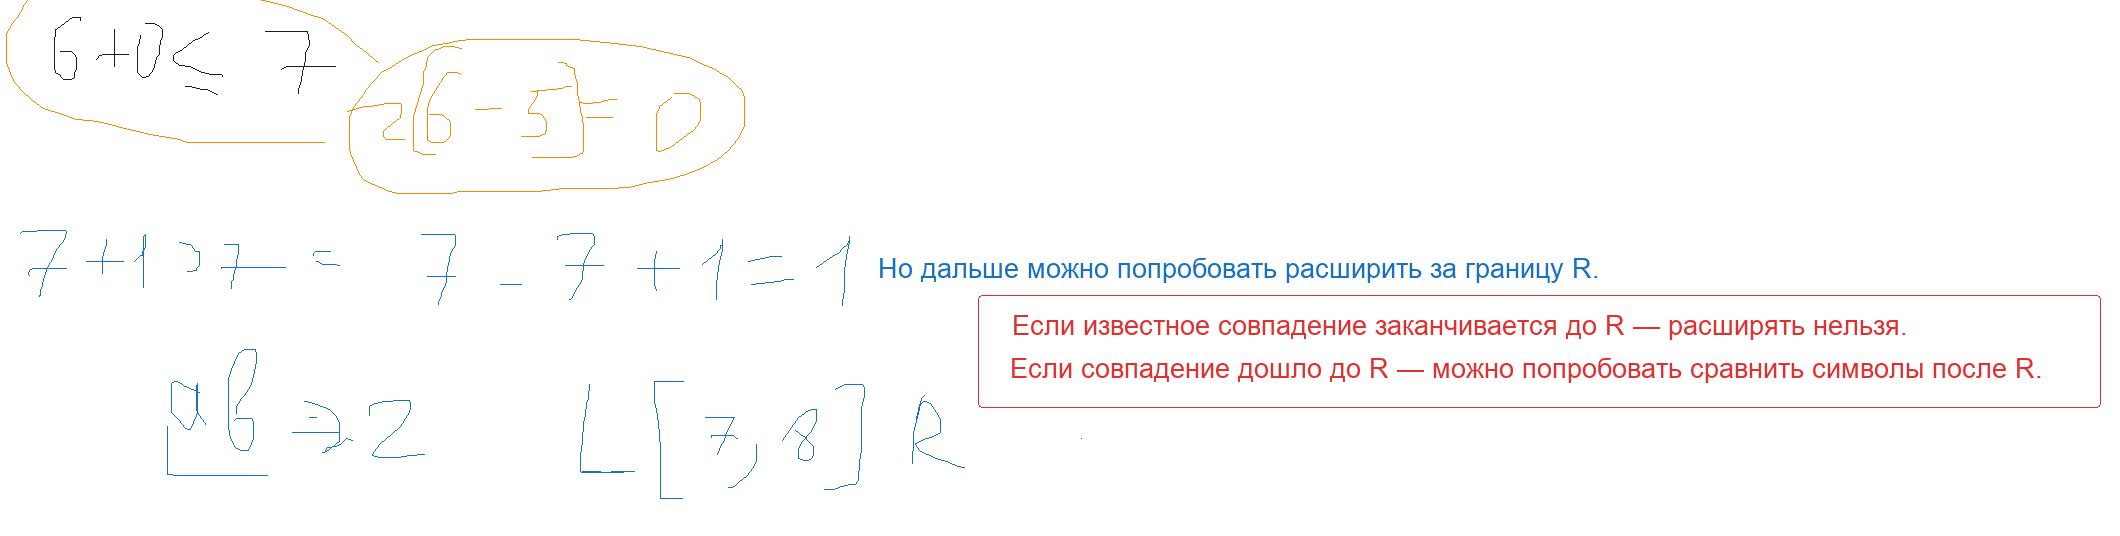 6+0≤ 7
z[6-5]=0
7+1>7 = 7-7+1=1 Но дальше можно попробовать расширить за границу R.
Если известное совпадение заканчивается до R — расширять нельзя.
Если совпадение дошло до R — можно попробовать сравнить символы после R.
ab => 2 L[7,8] R